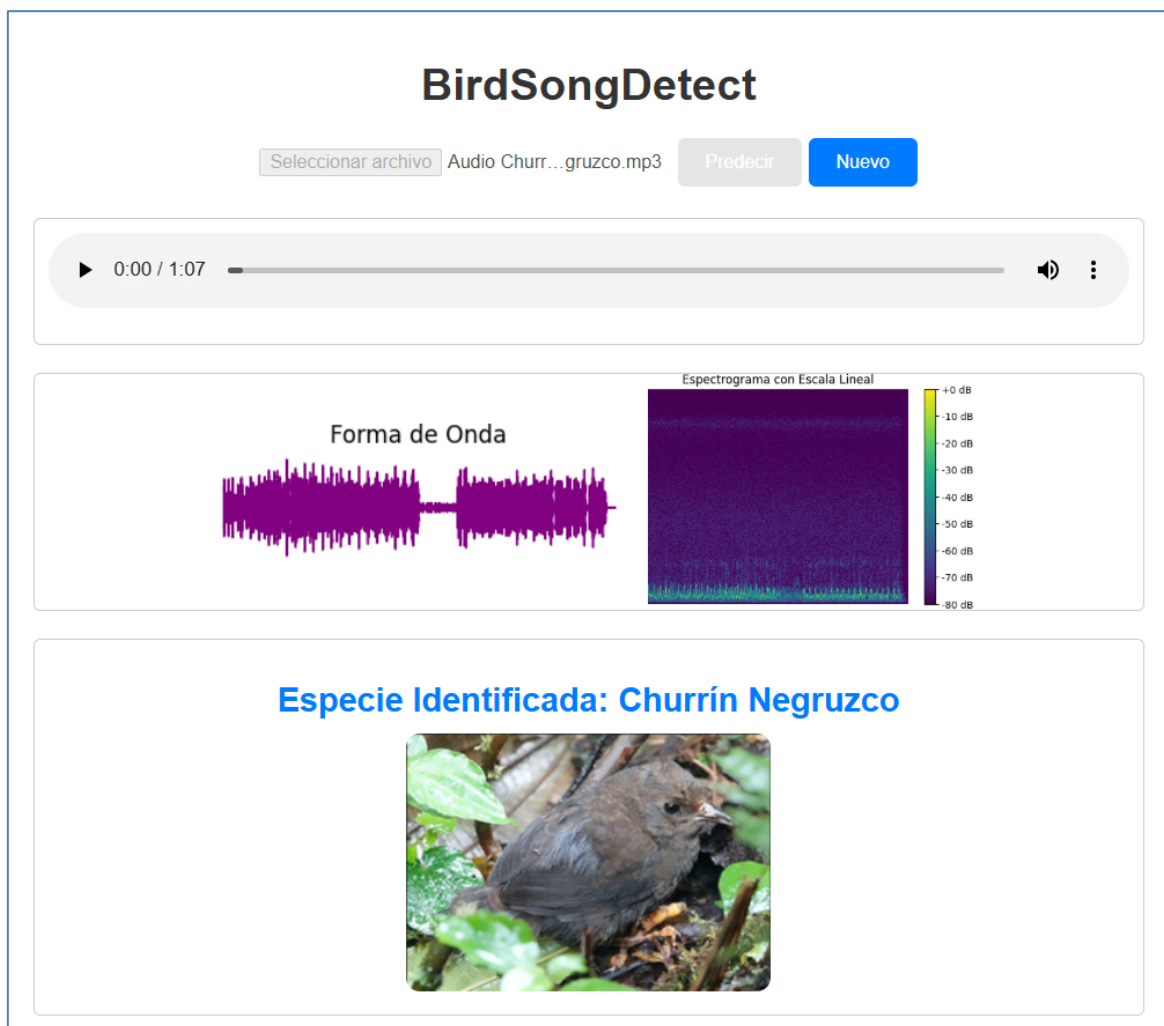 BirdSongDetect
Seleccionar archivo Audio Churr…gruzco.mp3 Predecir Nuevo
0:00 / 1:07
Forma de Onda
Espectrograma con Escala Lineal
+0 dB
-10 dB
-20 dB
-30 dB
-40 dB
-50 dB
-60 dB
-70 dB
-80 dB
Especie Identificada: Churrín Negruzco